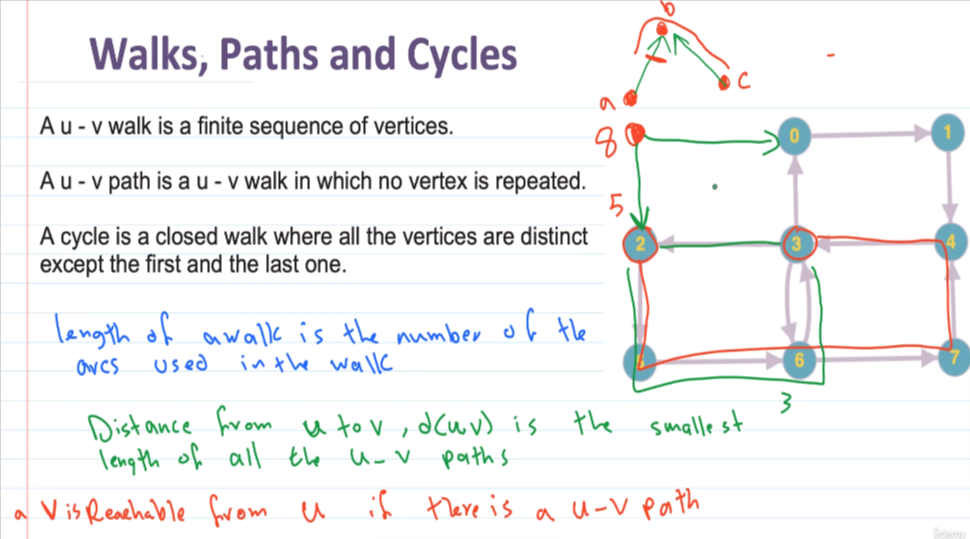 Walks, Paths and Cycles
A u - v walk is a finite sequence of vertices.
A u - v path is a u - v walk in which no vertex is repeated.
A cycle is a closed walk where all the vertices are distinct
except the first and the last one.
length of a walk is the number of the
arcs used in the walk
Distance from u to v, d(u v) is the smallest
length of all the u-v paths
a V is Reachable from u if there is a u-v path
b
a
c
8
0
1
5
2
3
4
5
6
7
3
ûdemy